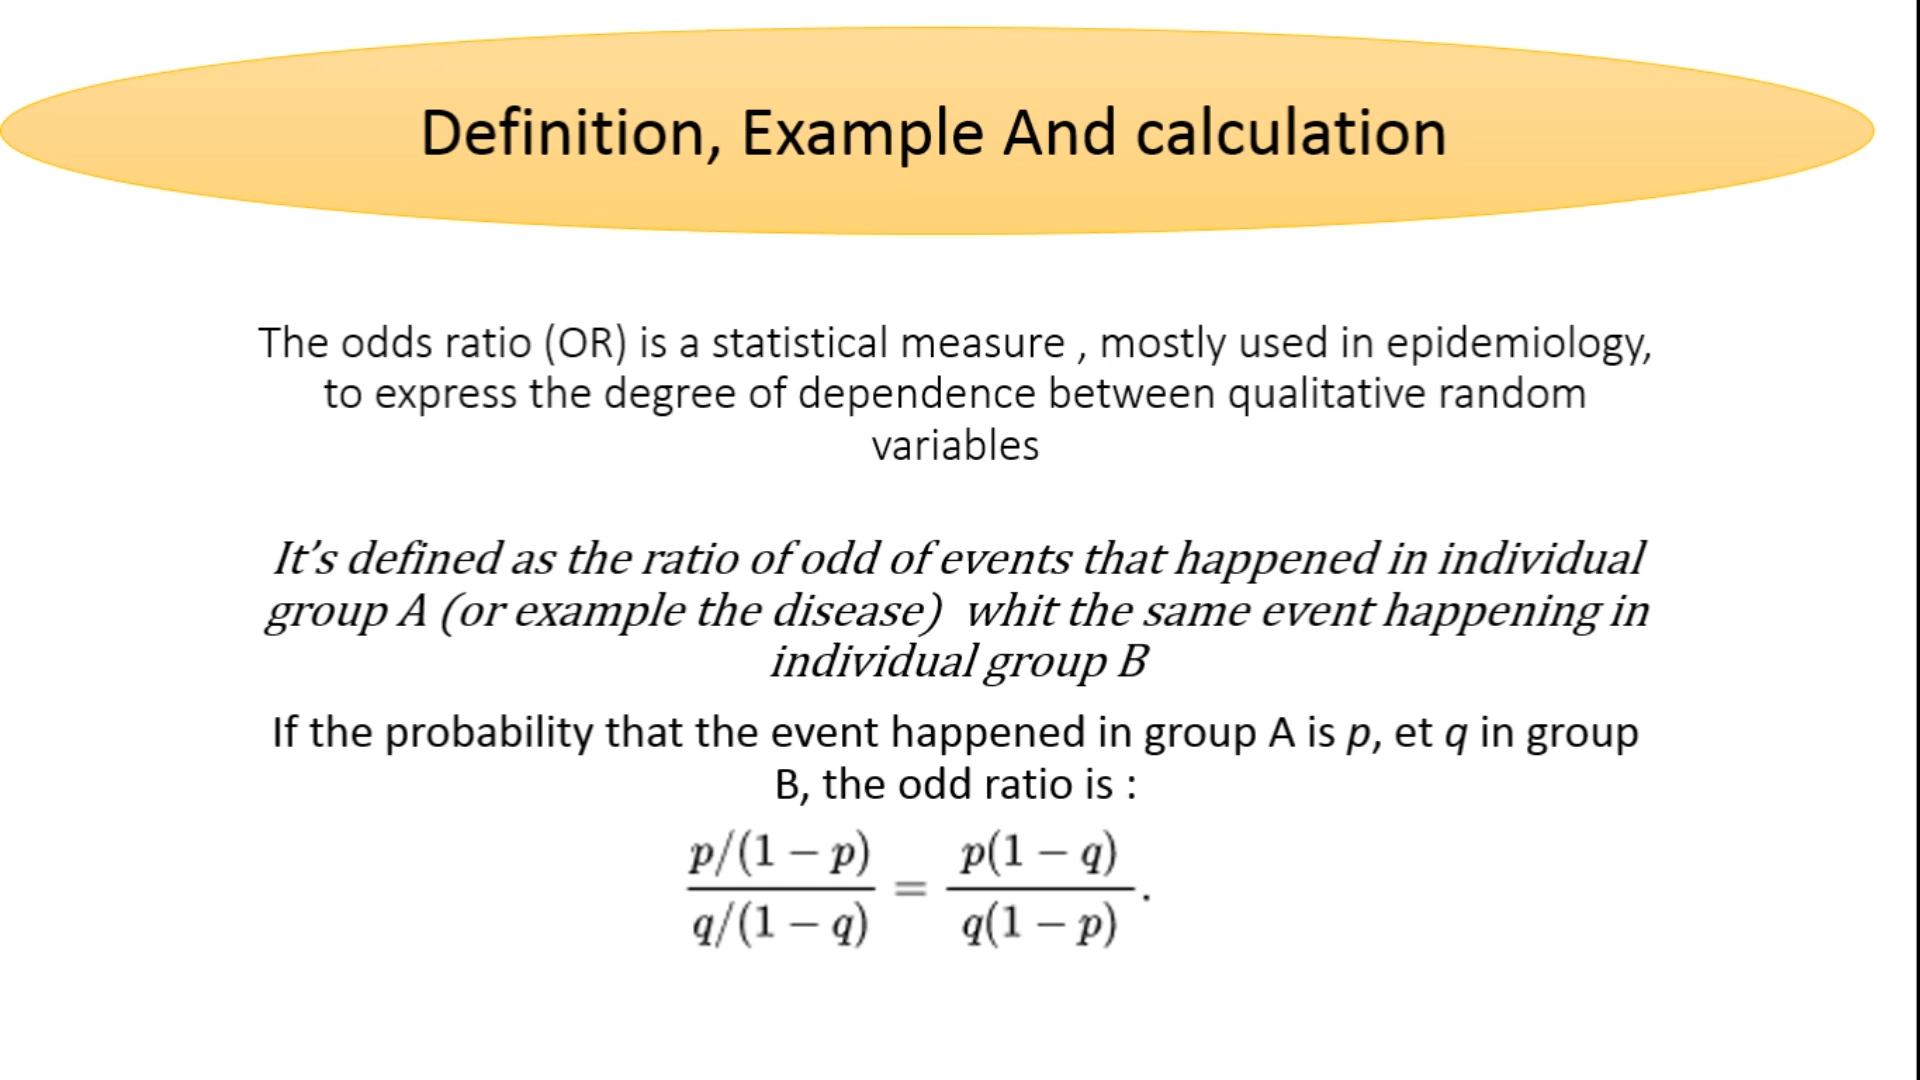 Definition, Example And calculation
The odds ratio (OR) is a statistical measure , mostly used in epidemiology,
to express the degree of dependence between qualitative random
variables
It’s defined as the ratio of odd of events that happened in individual
group A (or example the disease)  whit the same event happening in
individual group B
If the probability that the event happened in group A is p, et q in group
B, the odd ratio is :
p/(1 − p)   p(1 − q)
=
q/(1 − q)   q(1 − p) .